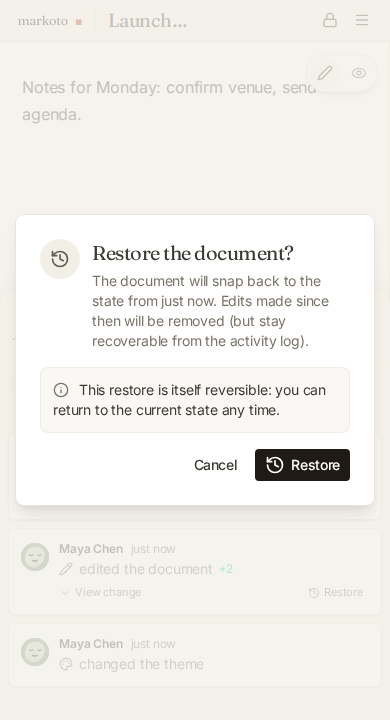 markoto
Launch...
Notes for Monday: confirm venue, send
agenda.
Restore the document?
The document will snap back to the
state from just now. Edits made since
then will be removed (but stay
recoverable from the activity log).
This restore is itself reversible: you can
return to the current state any time.
Cancel
Restore
Maya Chen just now
edited the document +2
View change
Restore
Maya Chen just now
changed the theme